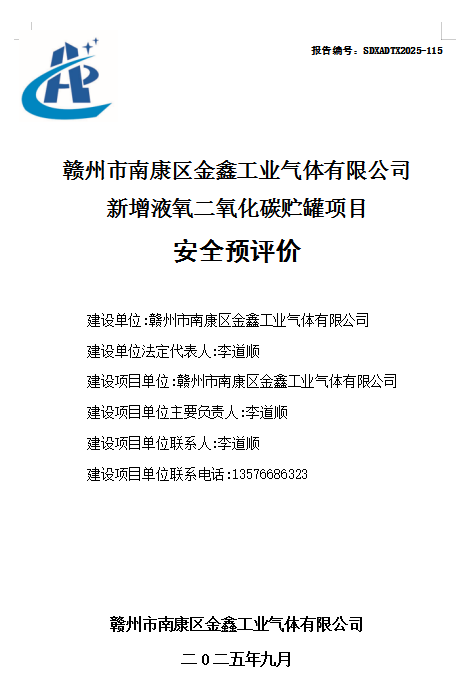 报告编号：SDXADTX2025-115
赣州市南康区金鑫工业气体有限公司
新增液氧二氧化碳贮罐项目
安全预评价
建设单位:赣州市南康区金鑫工业气体有限公司
建设单位法定代表人:李道顺
建设项目单位:赣州市南康区金鑫工业气体有限公司
建设项目单位主要负责人:李道顺
建设项目单位联系人:李道顺
建设项目单位联系电话:13576686323
赣州市南康区金鑫工业气体有限公司
二0二五年九月